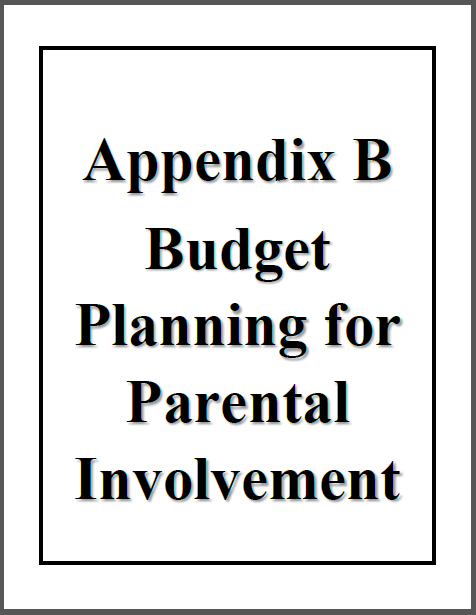 Appendix B
Budget
Planning for
Parental
Involvement